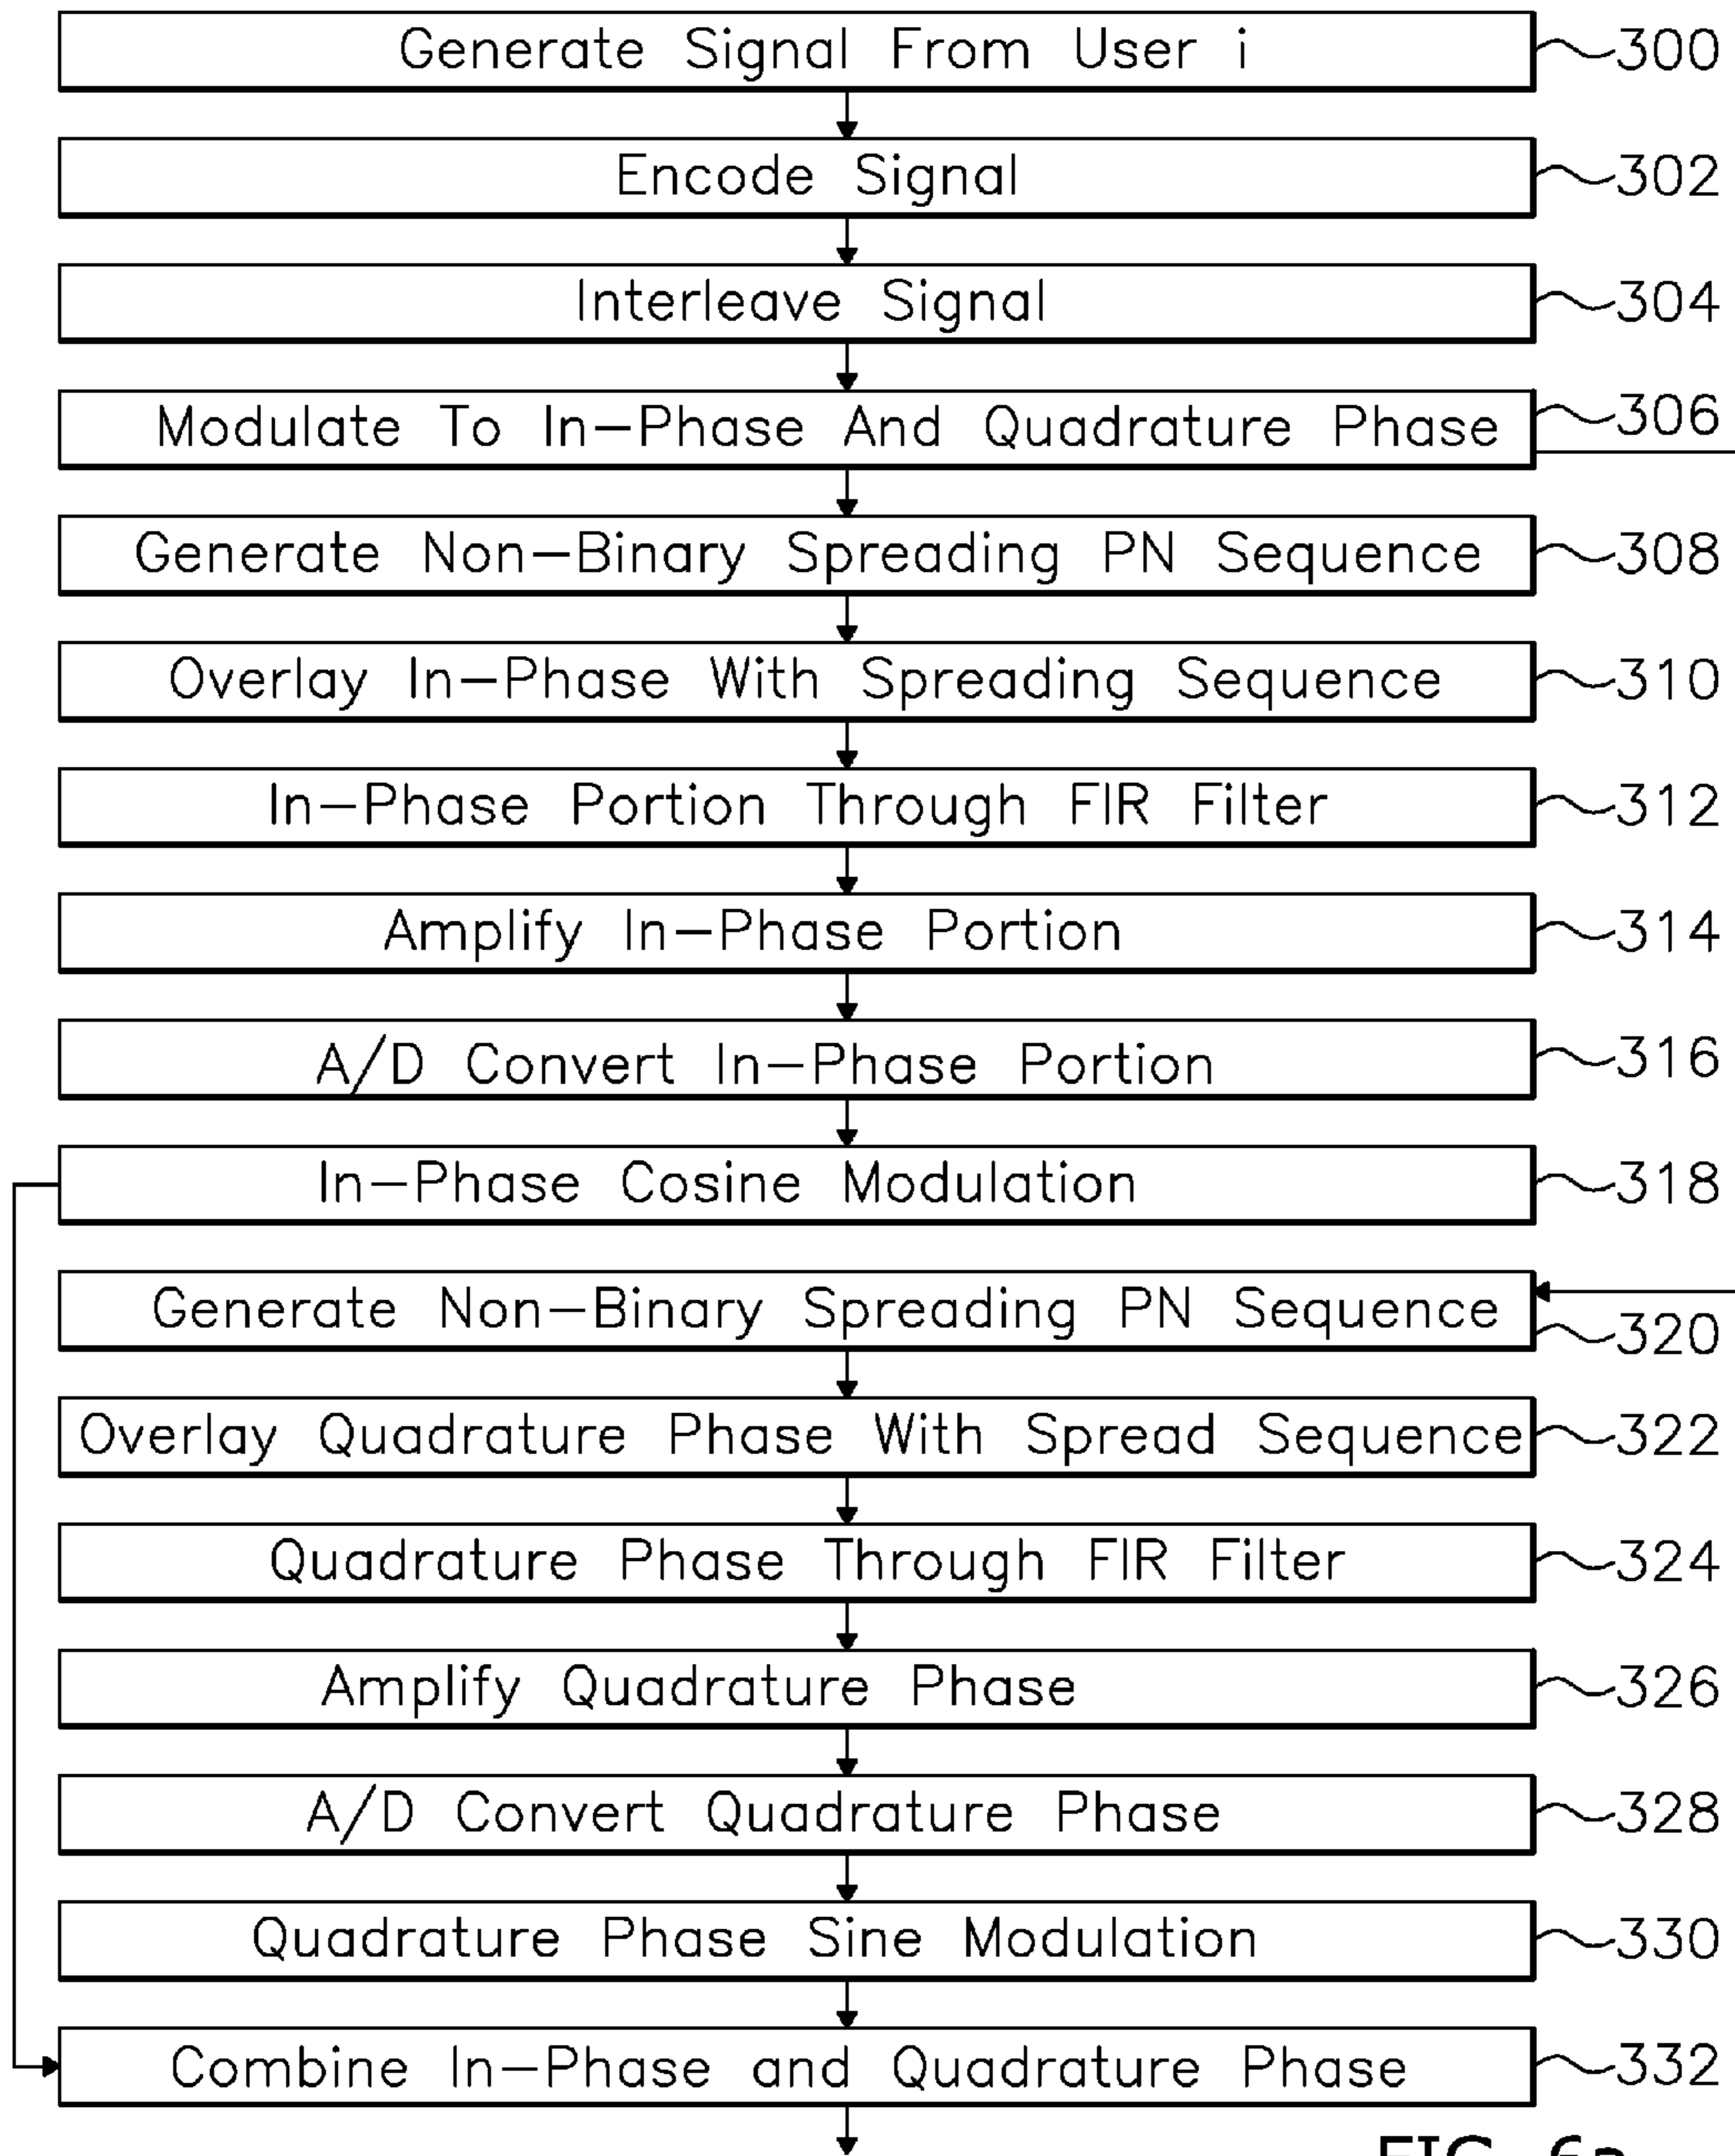 Generate Signal From User i
300
Encode Signal
302
Interleave Signal
304
Modulate To In-Phase And Quadrature Phase
306
Generate Non-Binary Spreading PN Sequence
308
Overlay In-Phase With Spreading Sequence
310
In-Phase Portion Through FIR Filter
312
Amplify In-Phase Portion
314
A/D Convert In-Phase Portion
316
In-Phase Cosine Modulation
318
Generate Non-Binary Spreading PN Sequence
320
Overlay Quadrature Phase With Spread Sequence
322
Quadrature Phase Through FIR Filter
324
Amplify Quadrature Phase
326
A/D Convert Quadrature Phase
328
Quadrature Phase Sine Modulation
330
Combine In-Phase and Quadrature Phase
332
FIG. 6a